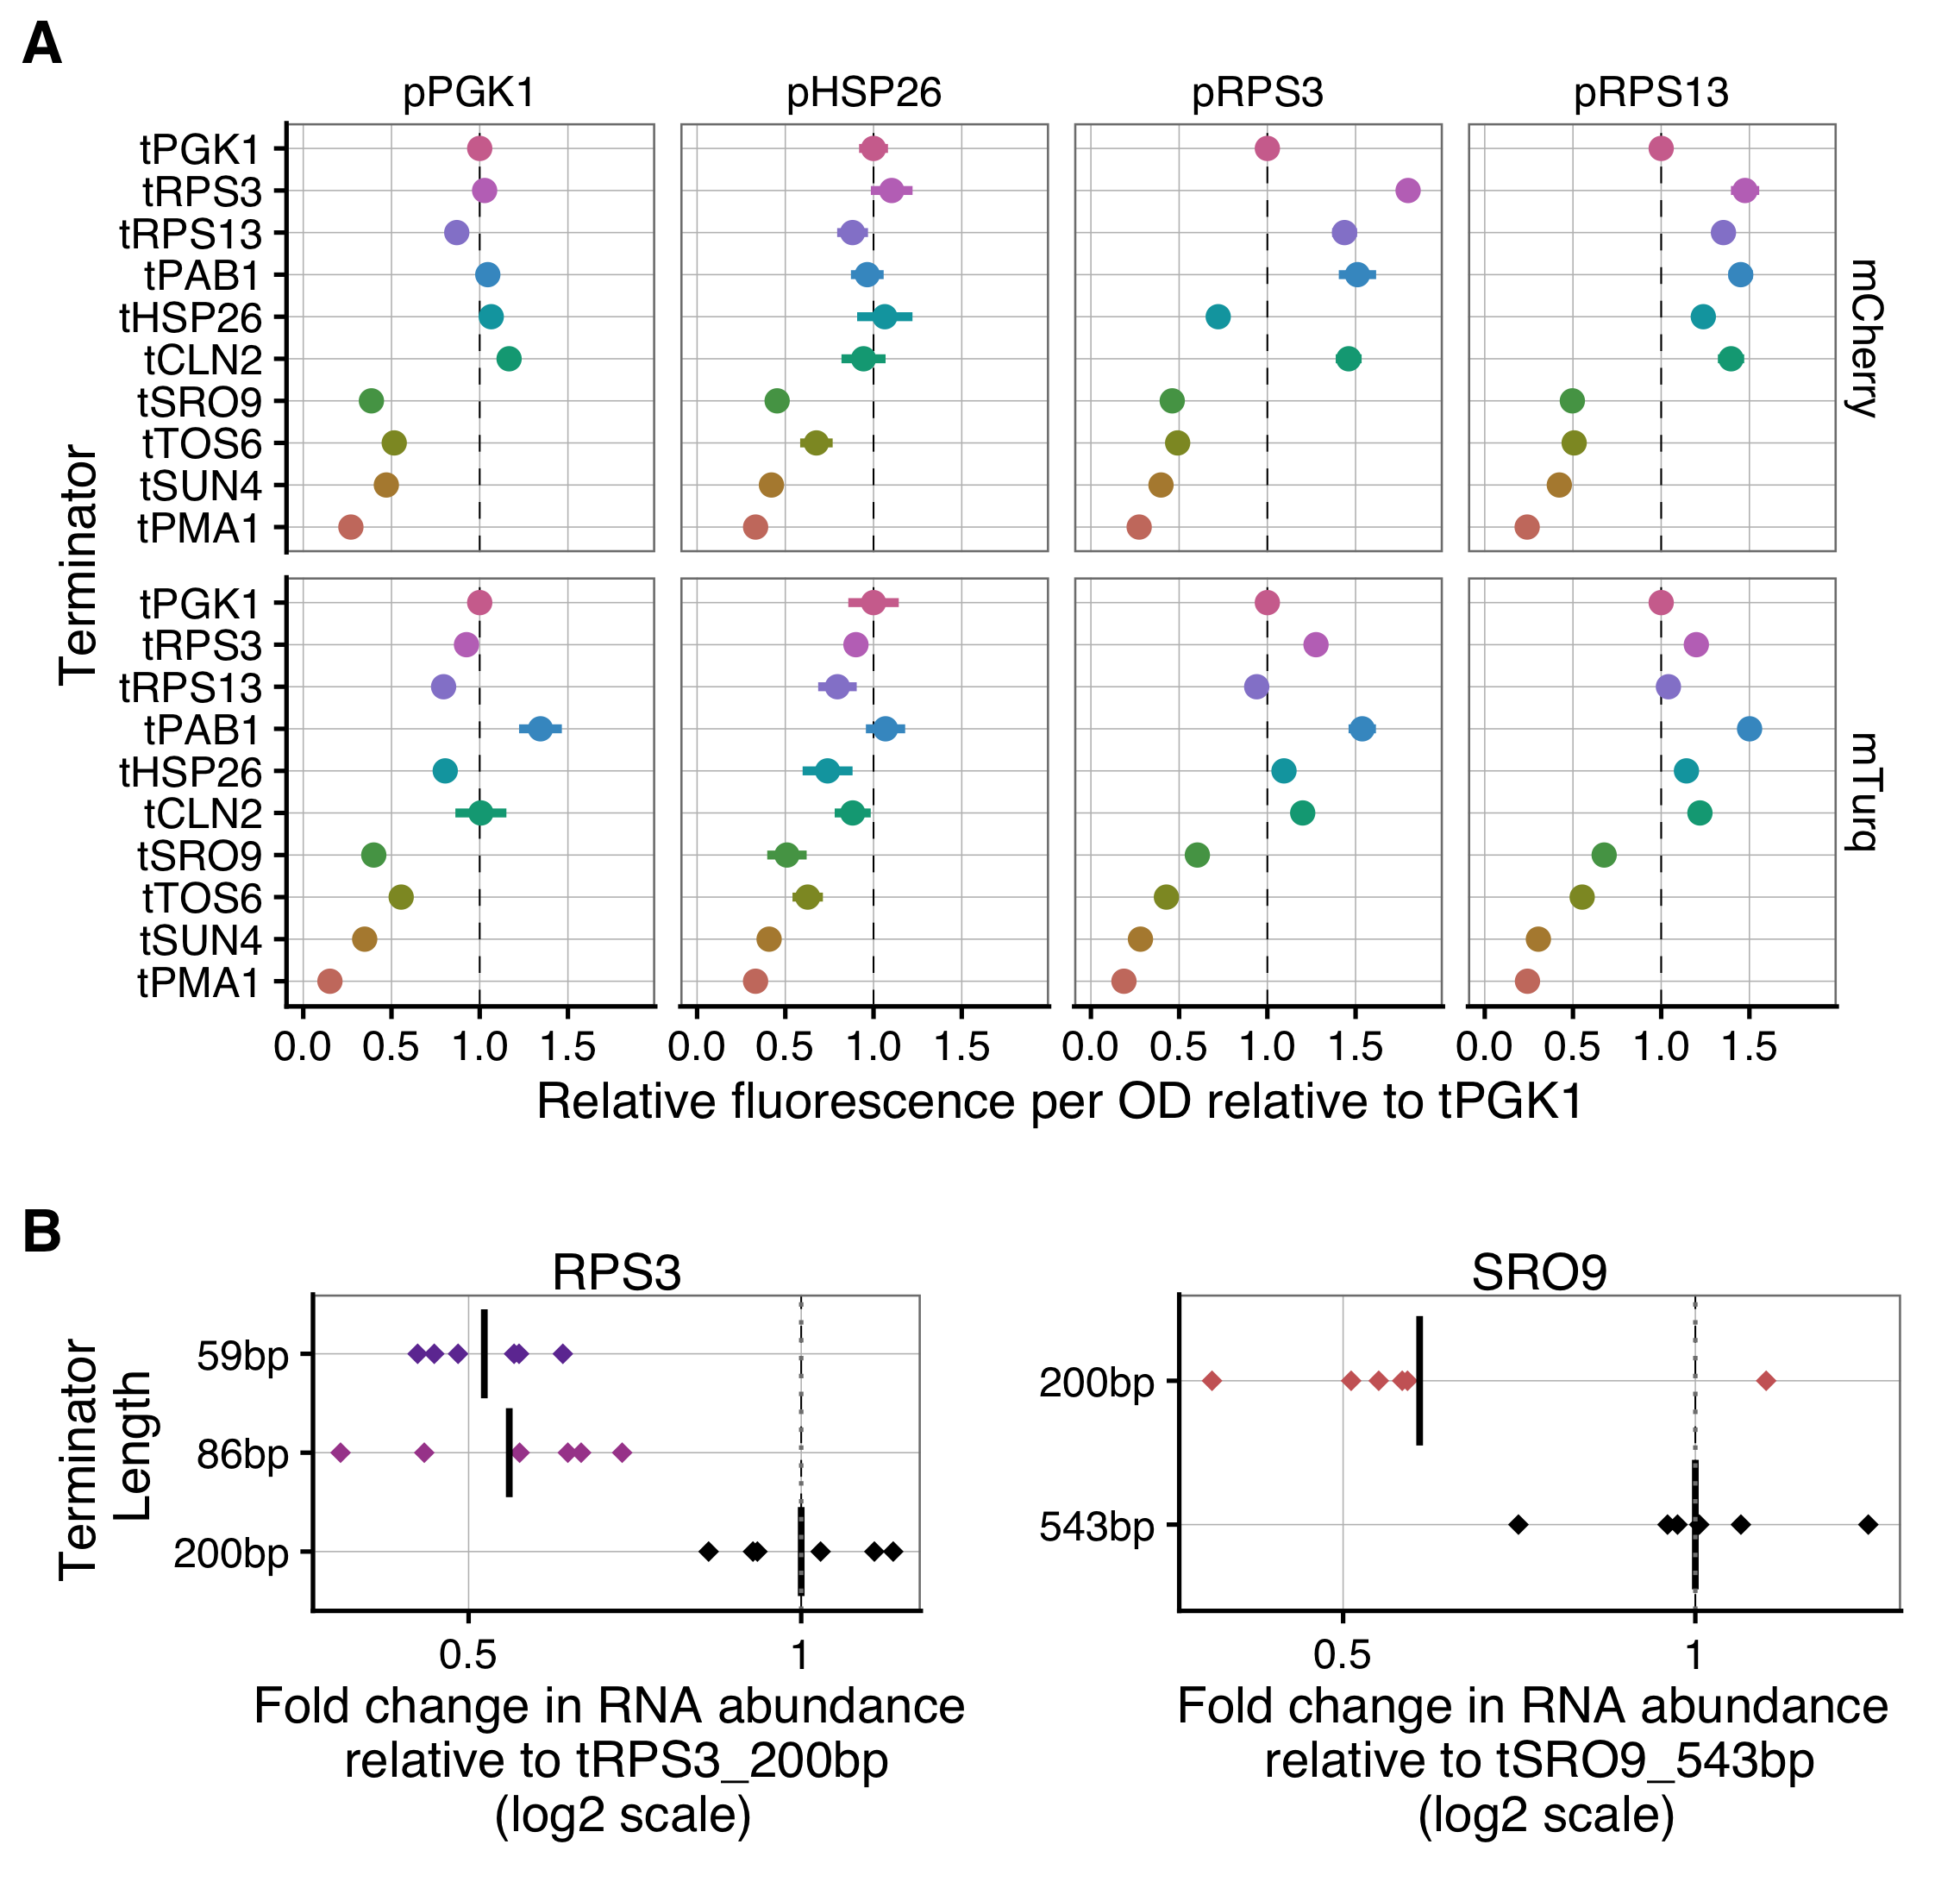 A
pPGK1 pHSP26 pRPS3 pRPS13
Terminator
tPGK1
tRPS3
tRPS13
tPAB1
tHSP26
tCLN2
tSRO9
tTOS6
tSUN4
tPMA1
mCherry
tPGK1
tRPS3
tRPS13
tPAB1
tHSP26
tCLN2
tSRO9
tTOS6
tSUN4
tPMA1
mTurq
0.0 0.5 1.0 1.5 0.0 0.5 1.0 1.5 0.0 0.5 1.0 1.5 0.0 0.5 1.0 1.5
Relative fluorescence per OD relative to tPGK1
B
RPS3
Terminator
Length
59bp
86bp
200bp
0.5 1
Fold change in RNA abundance
relative to tRPS3_200bp
(log2 scale)
SRO9
200bp
543bp
0.5 1
Fold change in RNA abundance
relative to tSRO9_543bp
(log2 scale)